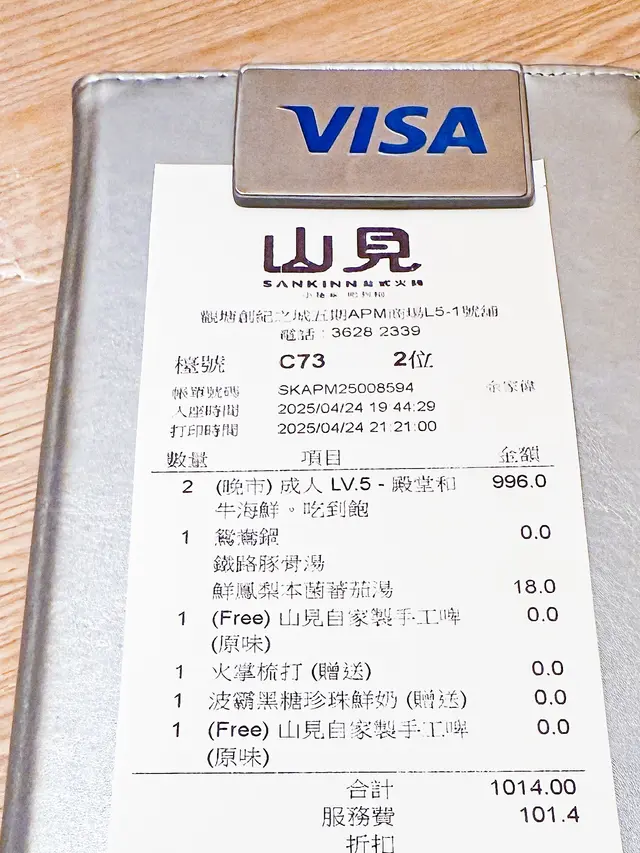 VISA
山見
SANKINN 鉆式火鍋
觀塘創紀之城五期APM商場L5-1號舖
電話：3628 2339
檯號 C73 2位
帳單號碼 SKAPM25008594 余家偉
入座時間 2025/04/24 19:44:29
打印時間 2025/04/24 21:21:00
數量 項目 金額
2 (晚市) 成人 LV.5 - 殿堂和 996.0
牛海鮮。吃到飽
1 鴛鴦鍋 0.0
鐵路豚骨湯
鮮鳳梨本菌蕃茄湯 18.0
1 (Free) 山見自家製手工啤 0.0
(原味)
1 火掌梳打 (贈送) 0.0
1 波霸黑糖珍珠鮮奶 (贈送) 0.0
1 (Free) 山見自家製手工啤 0.0
(原味)
合計 1014.00
服務費 101.4
折扣